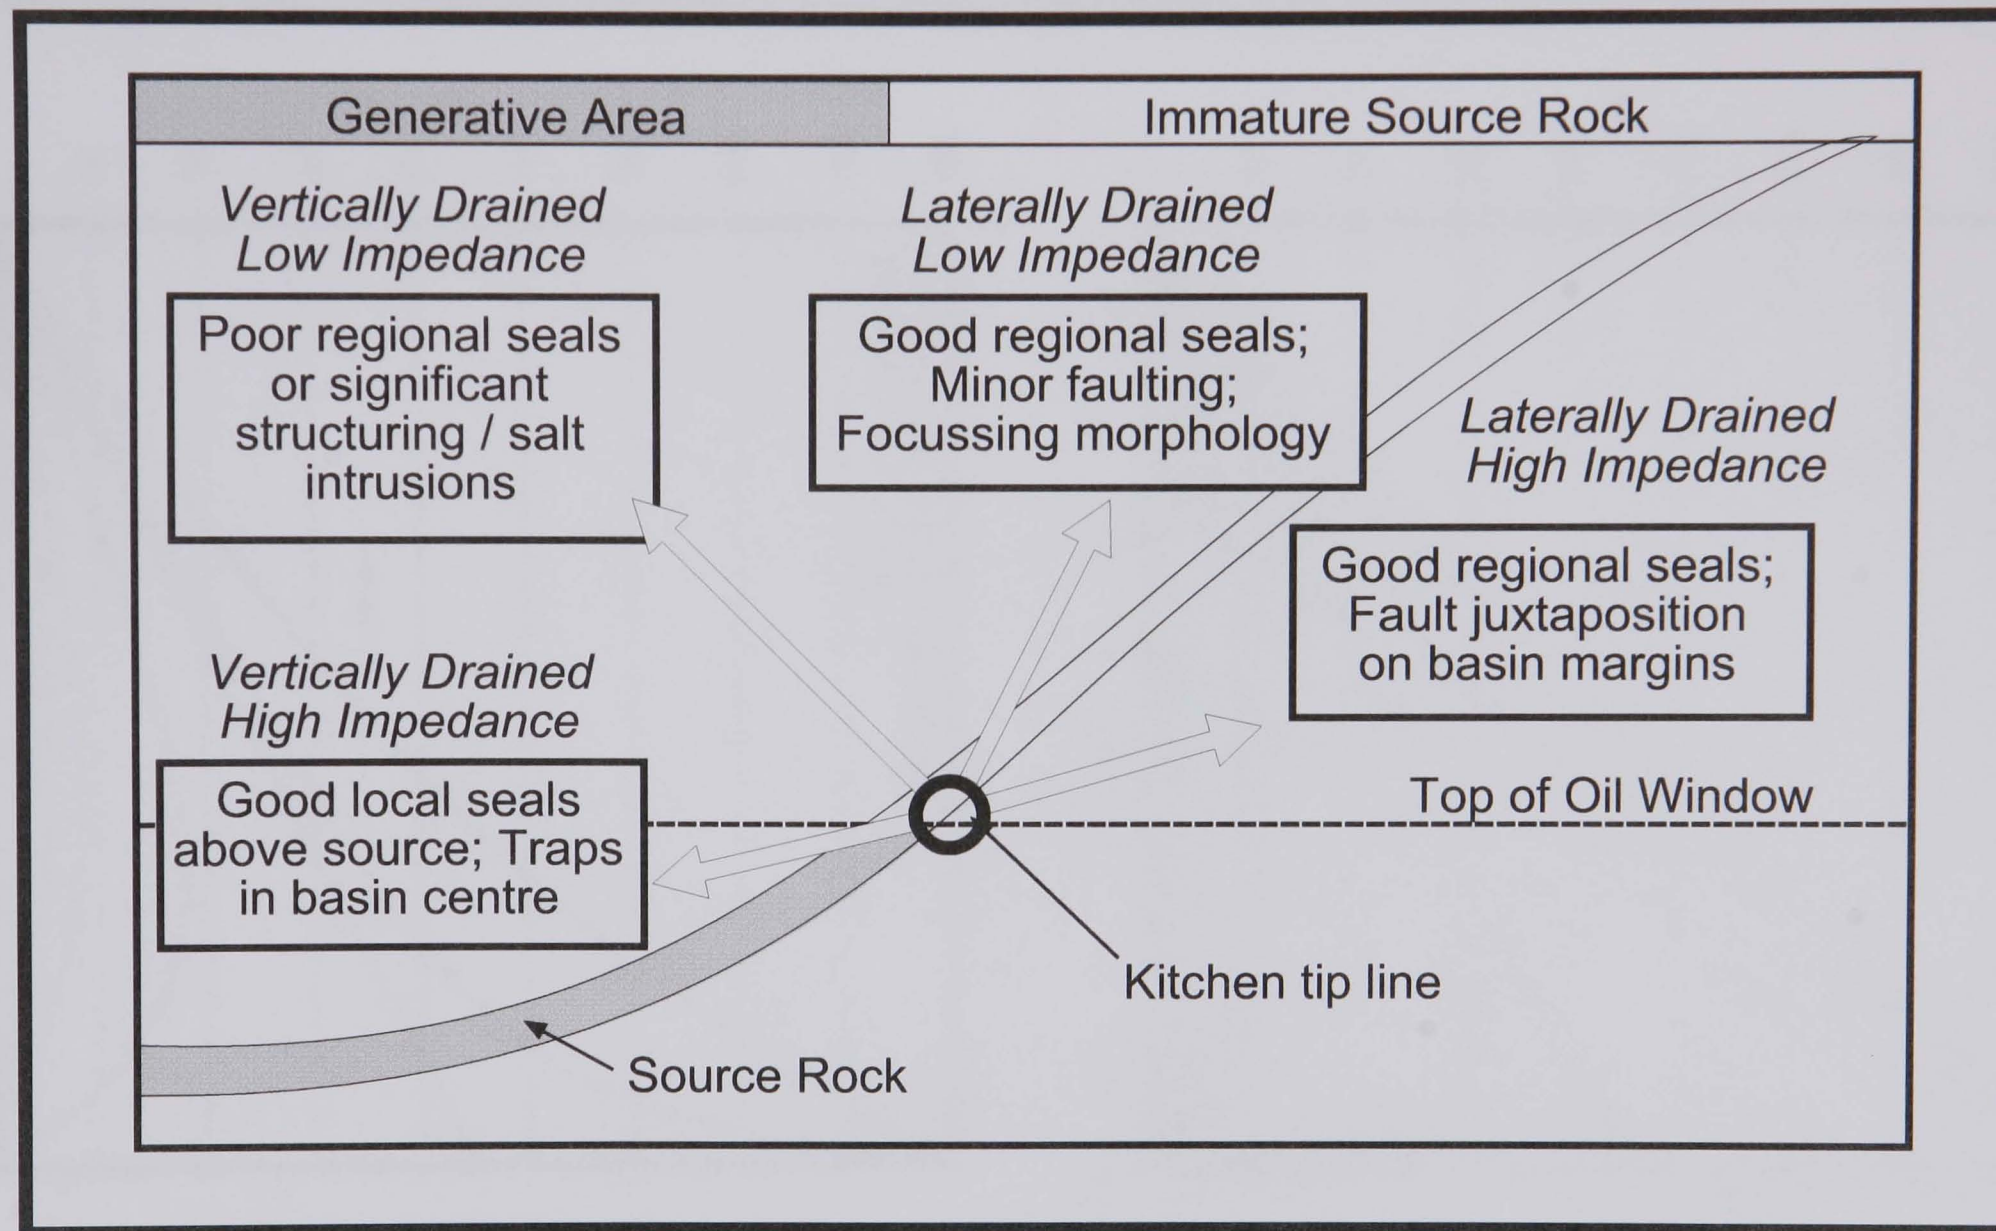 Generative Area
Immature Source Rock
Vertically Drained
Low Impedance
Poor regional seals
or significant
structuring / salt
intrusions
Laterally Drained
Low Impedance
Good regional seals;
Minor faulting;
Focussing morphology
Laterally Drained
High Impedance
Good regional seals;
Fault juxtaposition
on basin margins
Vertically Drained
High Impedance
Good local seals
above source; Traps
in basin centre
Top of Oil Window
Kitchen tip line
Source Rock